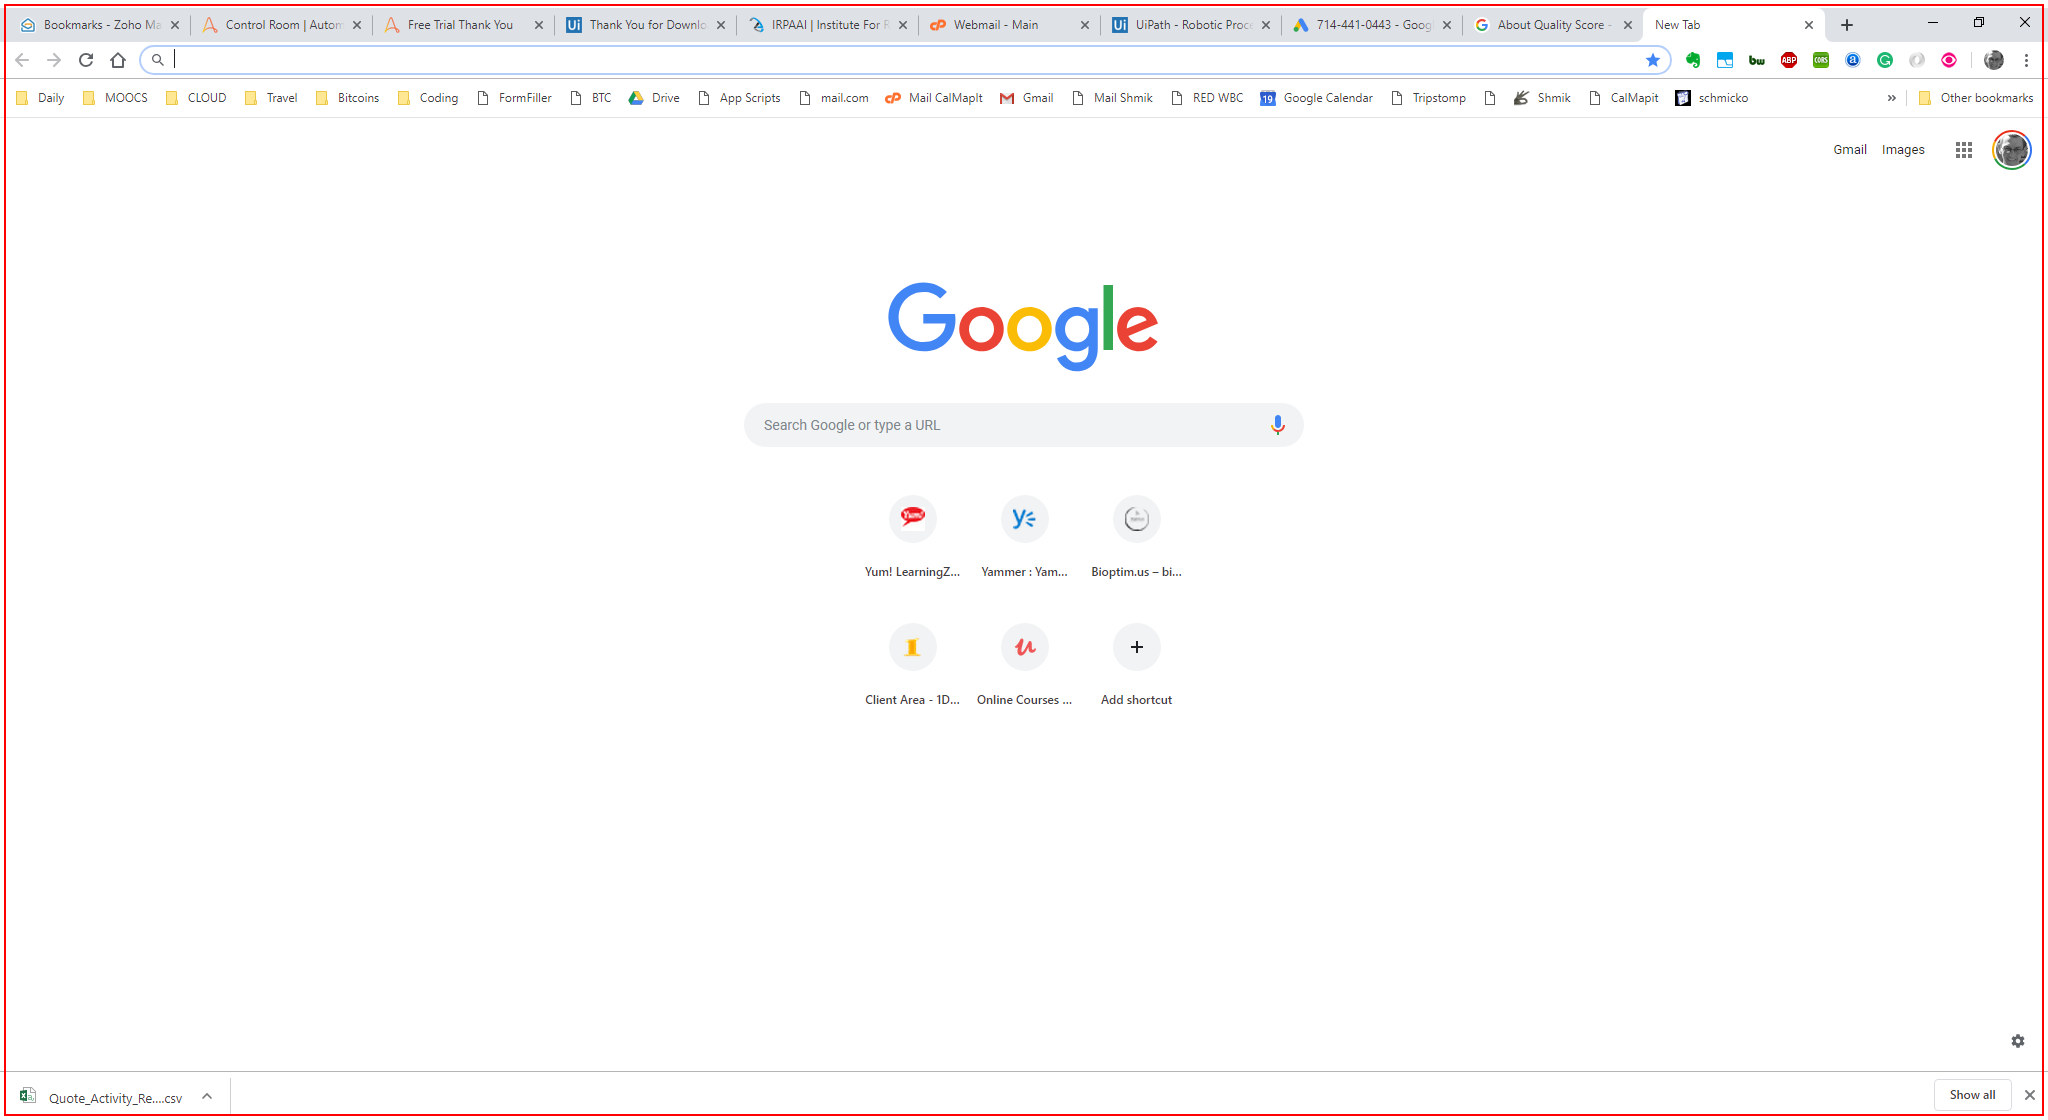 Bookmarks - Zoho Ma
Control Room | Autom
Free Trial Thank You
Thank You for Downlo
IRPAAI | Institute For R
Webmail - Main
UiPath - Robotic Proce
714-441-0443 - Goog
About Quality Score -
New Tab
Daily
MOOCS
CLOUD
Travel
Bitcoins
Coding
FormFiller
BTC
Drive
App Scripts
mail.com
Mail CalMapIt
Gmail
Mail Shmik
RED WBC
19
Google Calendar
Tripstomp
Shmik
CalMapit
schmicko
»
Other bookmarks
Gmail
Images
Google
Search Google or type a URL
Yum! LearningZ...
Yammer : Yam...
Bioptim.us – bi...
Client Area - 1D...
Online Courses ...
Add shortcut
Quote_Activity_Re....csv
Show all